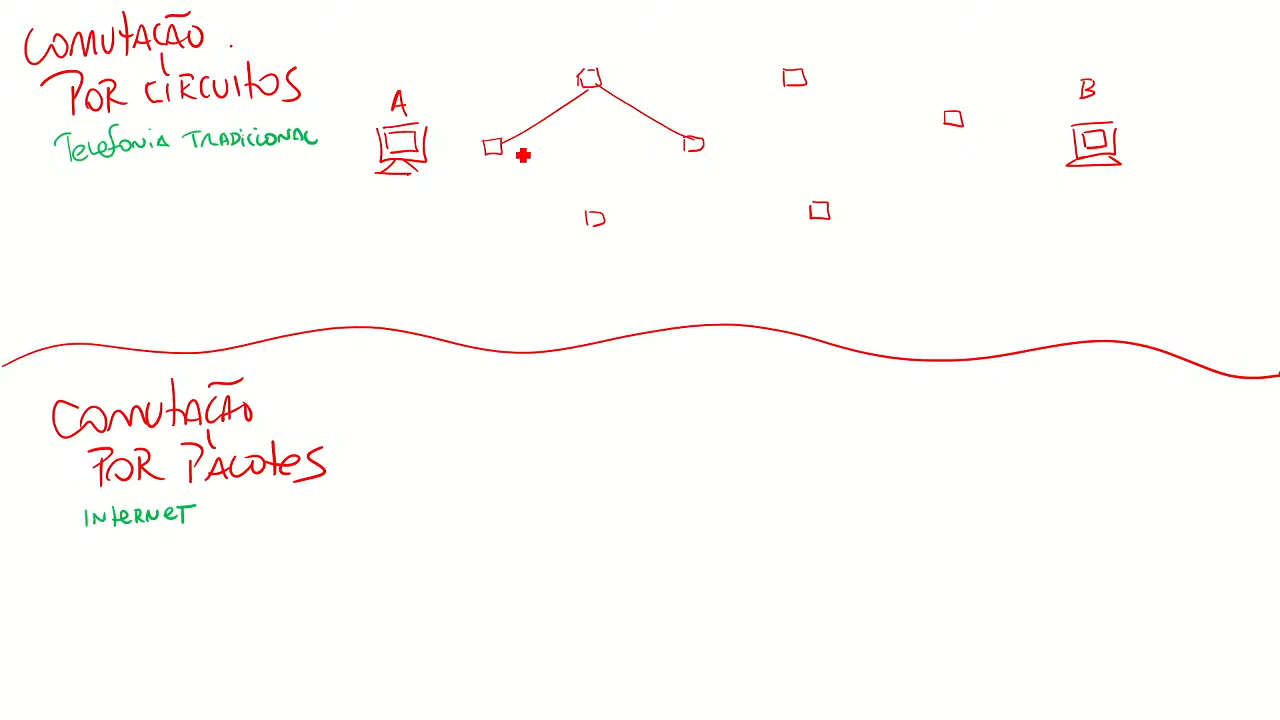 COMUTAÇÃO
POR CIRCUITOS
Telefonia TRADICIONAL
A
B
COMUTAÇÃO
POR PACOTES
INTERNET